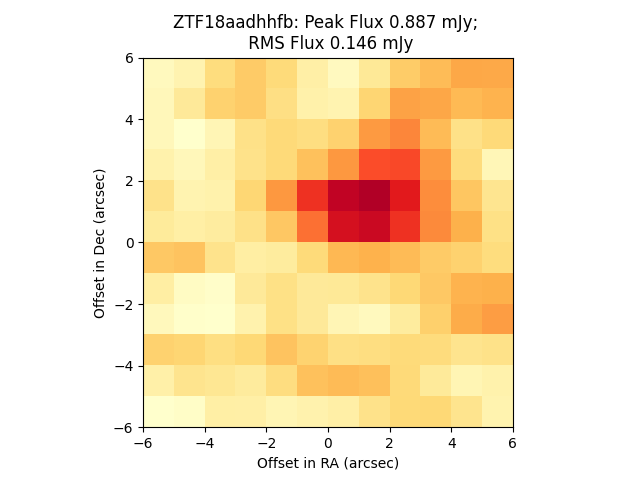 ZTF18aadhhfb: Peak Flux 0.887 mJy;
RMS Flux 0.146 mJy
6
4
2
0
−2
−4
−6
Offset in Dec (arcsec)
−6 −4 −2 0 2 4 6
Offset in RA (arcsec)